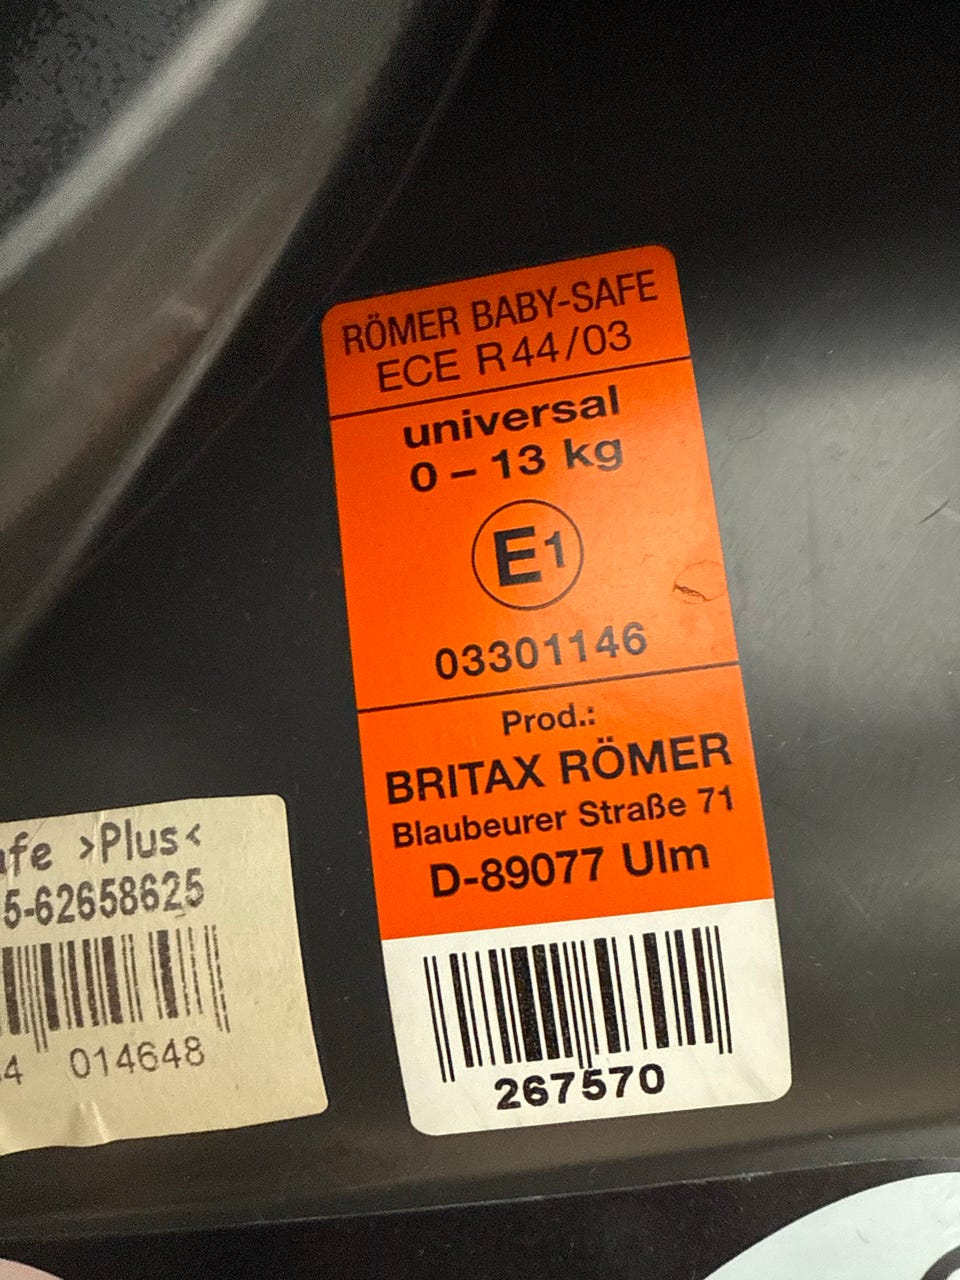 RÖMER BABY-SAFE
ECE R44/03
universal
0 – 13 kg
E1
03301146
Prod.:
BRITAX RÖMER
Blaubeurer Straße 71
D-89077 Ulm
267570
afe >Plus<
5-62658625
4 014648